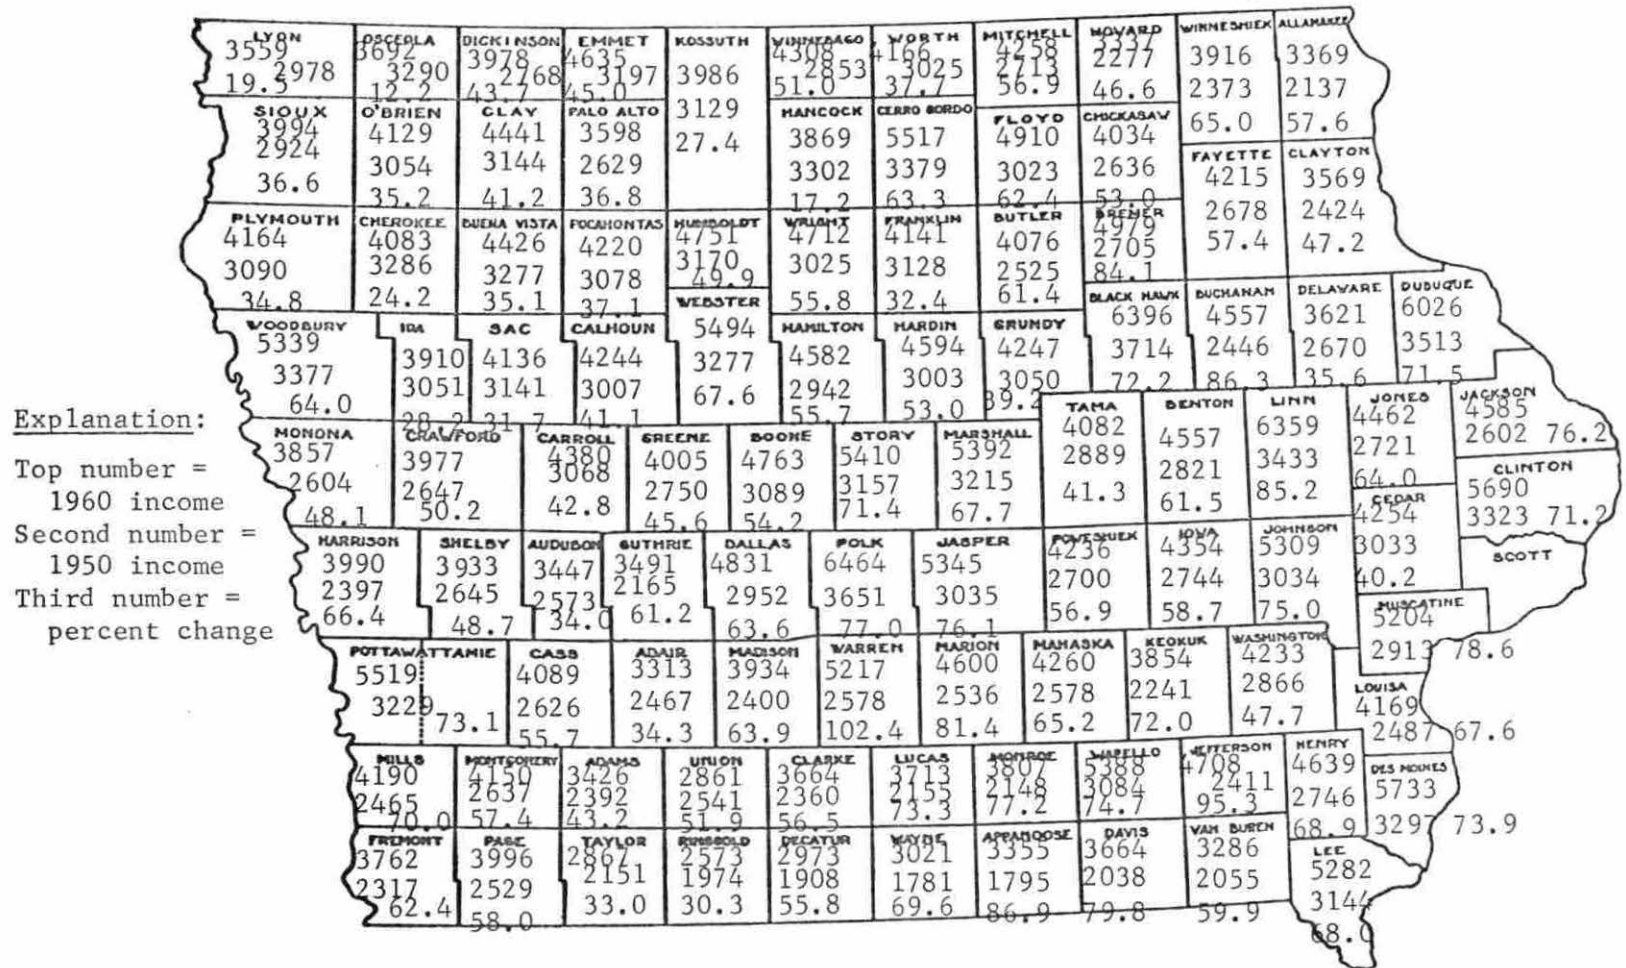 LYON
3559
2978
19.5
OSCEOLA
3692
3290
12.2
DICKINSON
3978
2768
43.7
EMMET
4635
3197
45.0
KOSSUTH
3986
3129
27.4
WINNEBAGO
4308
2853
51.0
WORTH
4166
3025
37.7
MITCHELL
4258
2713
56.9
HOWARD
3337
2277
46.6
WINNESHIEK
3916
2373
65.0
ALLAMAKEE
3369
2137
57.6
SIOUX
3994
2924
36.6
O'BRIEN
4129
3054
35.2
CLAY
4441
3144
41.2
PALO ALTO
3598
2629
36.8
HANCOCK
3869
3302
17.2
CERRO GORDO
5517
3379
63.3
FLOYD
4910
3023
62.4
CHICKASAW
4034
2636
53.0
FAYETTE
4215
2678
57.4
CLAYTON
3569
2424
47.2
PLYMOUTH
4164
3090
34.8
CHEROKEE
4083
3286
24.2
BUENA VISTA
4426
3277
35.1
POCAHONTAS
4220
3078
37.1
HUMBOLDT
4751
3170
49.9
WRIGHT
4712
3025
55.8
FRANKLIN
4141
3128
32.4
BUTLER
4076
2525
61.4
BREMER
4979
2705
84.1
WOODBURY
5339
3377
64.0
IDA
3910
3051
28.2
SAC
4136
3141
31.7
CALHOUN
4244
3007
41.1
WEBSTER
5494
3277
67.6
HAMILTON
4582
2942
55.7
HARDIN
4594
3003
53.0
GRUNDY
4247
3050
39.2
BLACK HAWK
6396
3714
72.2
BUCHANAN
4557
2446
86.3
DELAWARE
3621
2670
35.6
DUBUQUE
6026
3513
71.5
Explanation:
Top number =
1960 income
Second number =
1950 income
Third number =
percent change
MONONA
3857
2604
48.1
CRAWFORD
3977
2647
50.2
CARROLL
4380
3068
42.8
GREENE
4005
2750
45.6
BOONE
4763
3089
54.2
STORY
5410
3157
71.4
MARSHALL
5392
3215
67.7
TAMA
4082
2889
41.3
BENTON
4557
2821
61.5
LINN
6359
3433
85.2
JONES
4462
2721
64.0
JACKSON
4585
2602 76.2
CLINTON
5690
3323 71.2
CEDAR
4254
3033
40.2
SCOTT
HARRISON
3990
2397
66.4
SHELBY
3933
2645
48.7
AUDUBON
3447
2573
34.0
GUTHRIE
3491
2165
61.2
DALLAS
4831
2952
63.6
POLK
6464
3651
77.0
JASPER
5345
3035
76.1
POWESHIEK
4236
2700
56.9
IOWA
4354
2744
58.7
JOHNSON
5309
3034
75.0
MUSCATINE
5204
2913 78.6
POTTAWATTAMIE
5519
3229
73.1
CASS
4089
2626
55.7
ADAIR
3313
2467
34.3
MADISON
3934
2400
63.9
WARREN
5217
2578
102.4
MARION
4600
2536
81.4
MAHASKA
4260
2578
65.2
KEOKUK
3854
2241
72.0
WASHINGTON
4233
2866
47.7
LOUISA
4169
2487 67.6
MILLS
4190
2465
70.0
MONTGOMERY
4150
2637
57.4
ADAMS
3426
2392
43.2
UNION
2861
2541
51.9
CLARKE
3664
2360
56.5
LUCAS
3713
2155
73.3
MONROE
3807
2148
77.2
WAPELLO
5388
3084
74.7
JEFFERSON
4708
2411
95.3
HENRY
4639
2746
68.9
DES MOINES
5733
3297 73.9
FREMONT
3762
2317
62.4
PAGE
3996
2529
58.0
TAYLOR
2867
2151
33.0
RINGGOLD
2573
1974
30.3
DECATUR
2973
1908
55.8
WAYNE
3021
1781
69.6
APPANOOSE
3355
1795
86.9
DAVIS
3664
2038
79.8
VAN BUREN
3286
2055
59.9
LEE
5282
3144
68.0